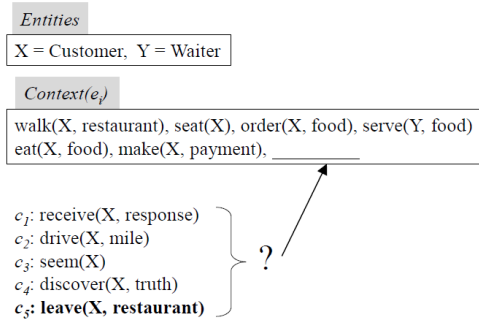 Entities
X = Customer, Y = Waiter
Context(eᵢ)
walk(X, restaurant), seat(X), order(X, food), serve(Y, food)
eat(X, food), make(X, payment), __________
c₁: receive(X, response)
c₂: drive(X, mile)
c₃: seem(X)
c₄: discover(X, truth)
c₅: leave(X, restaurant)
?